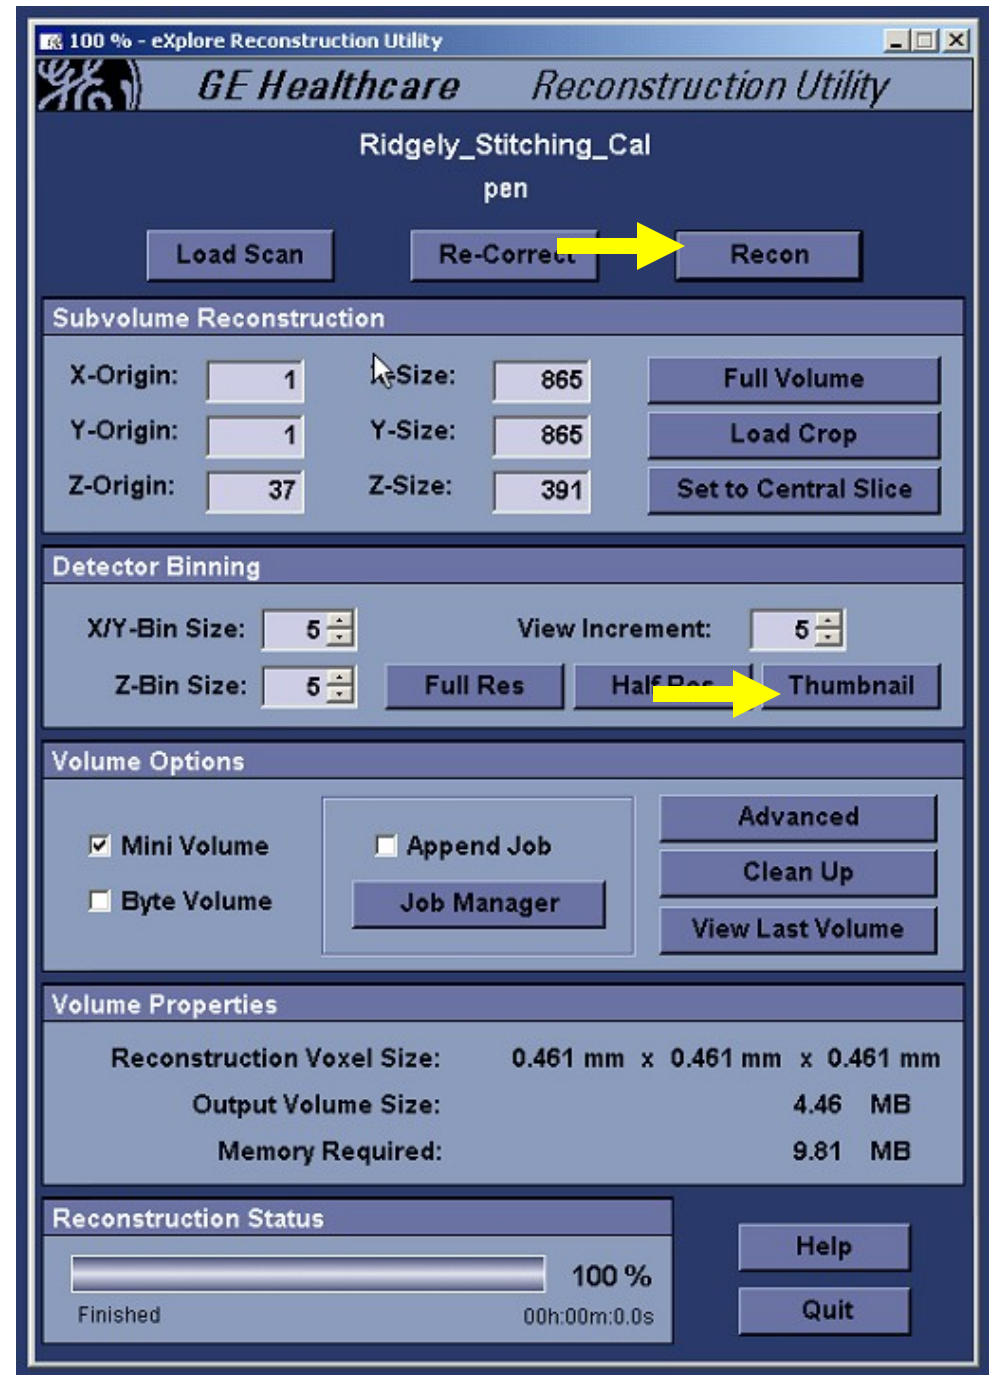 100 % - eXplore Reconstruction Utility
GE Healthcare Reconstruction Utility
Ridgely_Stitching_Cal
pen
Load Scan Re-Correct Recon
Subvolume Reconstruction
X-Origin: 1 -Size: 865 Full Volume
Y-Origin: 1 Y-Size: 865 Load Crop
Z-Origin: 37 Z-Size: 391 Set to Central Slice
Detector Binning
X/Y-Bin Size: 5 View Increment: 5
Z-Bin Size: 5 Full Res Half Res Thumbnail
Volume Options
Mini Volume Append Job Advanced
Byte Volume Job Manager Clean Up
View Last Volume
Volume Properties
Reconstruction Voxel Size: 0.461 mm x 0.461 mm x 0.461 mm
Output Volume Size: 4.46 MB
Memory Required: 9.81 MB
Reconstruction Status
100 % Help
Finished 00h:00m:0.0s Quit